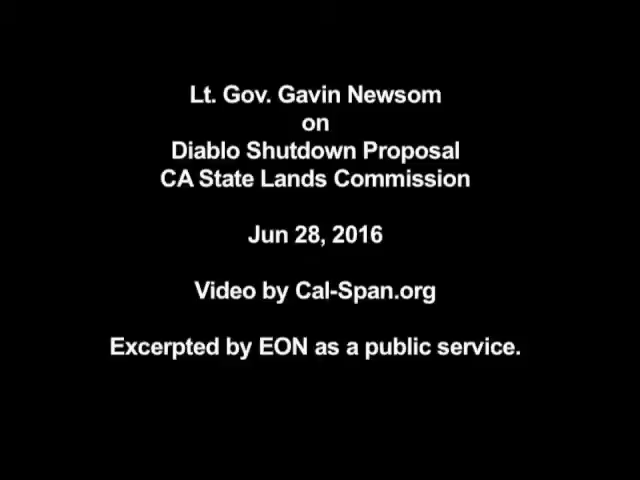 Lt. Gov. Gavin Newsom
on
Diablo Shutdown Proposal
CA State Lands Commission
Jun 28, 2016
Video by Cal-Span.org
Excerpted by EON as a public service.